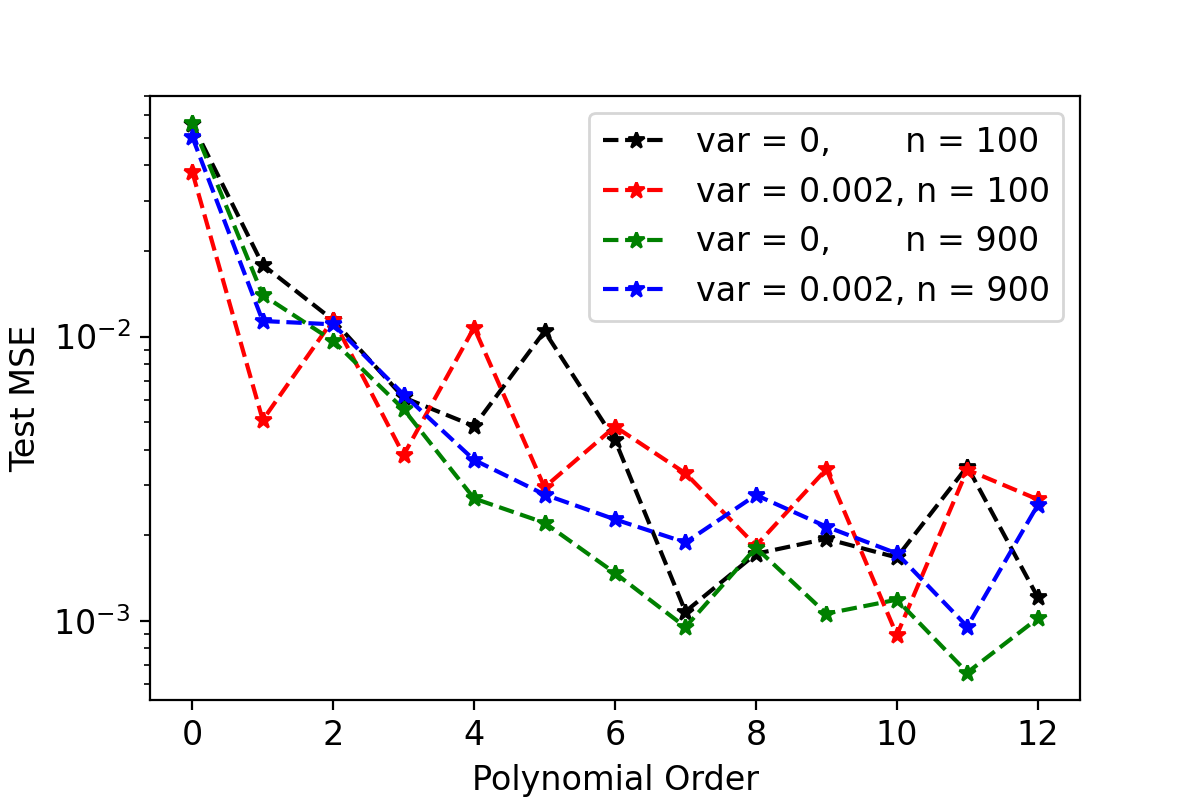 var = 0, n = 100
var = 0.002, n = 100
var = 0, n = 900
var = 0.002, n = 900
Test MSE
10⁻²
10⁻³
0 2 4 6 8 10 12
Polynomial Order